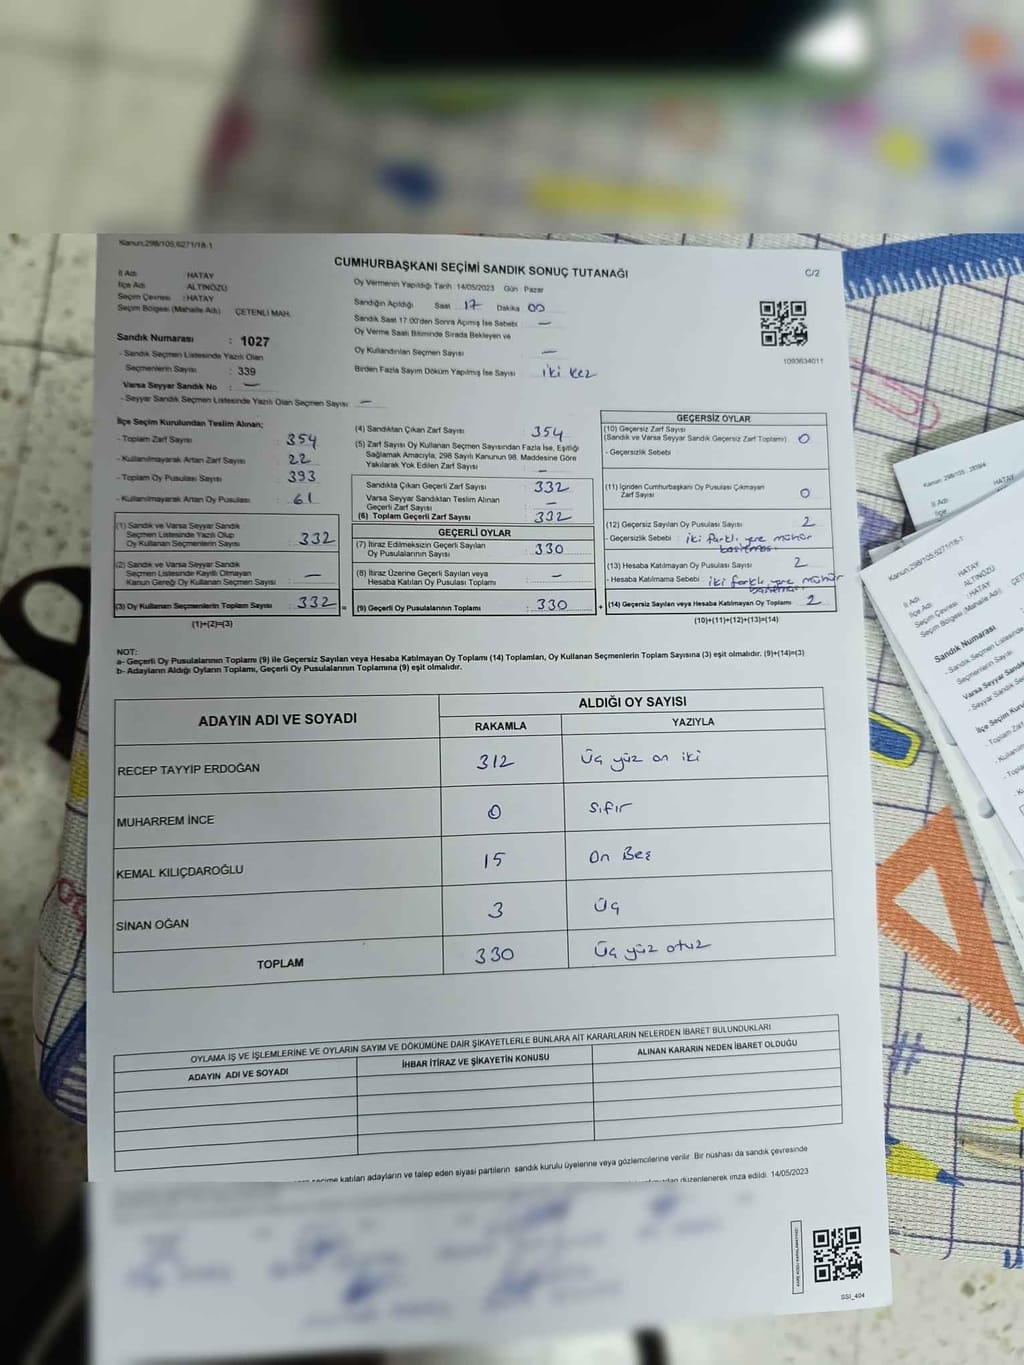 Kanun:298/105,6271/18-1
CUMHURBAŞKANI SEÇİMİ SANDIK SONUÇ TUTANAĞI
C/2
İl Adı HATAY
İlçe Adı ALTINÖZÜ
Seçim Çevresi :HATAY
Seçim Bölgesi (Mahalle Adı) ÇETENLİ MAH.
Oy Vermenin Yapıldığı Tarih 14/05/2023 Gün Pazar
Sandığın Açıldığı Saat 17 Dakika 00
Sandık Saat 17.00'den Sonra Açılmış İse Sebebi —
Oy Verme Saati Bitiminde Sırada Bekleyen ve
Oy Kullandırılan Seçmen Sayısı —
Birden Fazla Sayım Döküm Yapılmış İse Sayısı iki kez
1093634011
Sandık Numarası : 1027
- Sandık Seçmen Listesinde Yazılı Olan
Seçmenlerin Sayısı : 339
Varsa Seyyar Sandık No : —
- Seyyar Sandık Seçmen Listesinde Yazılı Olan Seçmen Sayısı : —
İlçe Seçim Kurulundan Teslim Alınan;
- Toplam Zarf Sayısı : 354
- Kullanılmayarak Artan Zarf Sayısı : 22
- Toplam Oy Pusulası Sayısı : 393
- Kullanılmayarak Artan Oy Pusulası : 61
(1) Sandık ve Varsa Seyyar Sandık
Seçmen Listesinde Yazılı Olup
Oy Kullanan Seçmenlerin Sayısı : 332
(2) Sandık ve Varsa Seyyar Sandık
Seçmen Listesinde Kayıtlı Olmayan
Kanun Gereği Oy Kullanan Seçmen Sayısı : —
(3) Oy Kullanan Seçmenlerin Toplam Sayısı : 332 =
(1)+(2)=(3)
(4) Sandıktan Çıkan Zarf Sayısı : 354
(5) Zarf Sayısı Oy Kullanan Seçmen Sayısından Fazla İse, Eşitliği
Sağlamak Amacıyla; 298 Sayılı Kanunun 98. Maddesine Göre
Yakılarak Yok Edilen Zarf Sayısı : —
Sandıkta Çıkan Geçerli Zarf Sayısı : 332
Varsa Seyyar Sandıktan Teslim Alınan
Geçerli Zarf Sayısı :
(6) Toplam Geçerli Zarf Sayısı : 332
GEÇERLİ OYLAR
(7) İtiraz Edilmeksizin Geçerli Sayılan
Oy Pusulalarının Sayısı : 330
(8) İtiraz Üzerine Geçerli Sayılan veya
Hesaba Katılan Oy Pusulası Toplamı : —
(9) Geçerli Oy Pusulalarının Toplamı : 330 +
GEÇERSİZ OYLAR
(10) Geçersiz Zarf Sayısı
(Sandık ve Varsa Seyyar Sandık Geçersiz Zarf Toplamı) : 0
- Geçersizlik Sebebi :
(11) İçinden Cumhurbaşkanı Oy Pusulası Çıkmayan
Zarf Sayısı : 0
(12) Geçersiz Sayılan Oy Pusulası Sayısı : 2
- Geçersizlik Sebebi : iki farklı yere mühür
basılması
(13) Hesaba Katılmayan Oy Pusulası Sayısı : 2
- Hesaba Katılmama Sebebi : iki farklı yere mühür
basılması
(14) Geçersiz Sayılan veya Hesaba Katılmayan Oy Toplamı : 2
(10)+(11)+(12)+(13)=(14)
NOT:
a- Geçerli Oy Pusulalarının Toplamı (9) ile Geçersiz Sayılan veya Hesaba Katılmayan Oy Toplamı (14) Toplamları, Oy Kullanan Seçmenlerin Toplam Sayısına (3) eşit olmalıdır. (9)+(14)=(3)
b- Adayların Aldığı Oyların Toplamı, Geçerli Oy Pusulalarının Toplamına (9) eşit olmalıdır.
ADAYIN ADI VE SOYADI
ALDIĞI OY SAYISI
RAKAMLA YAZIYLA
RECEP TAYYİP ERDOĞAN 312 Üç yüz on iki
MUHARREM İNCE 0 Sıfır
KEMAL KILIÇDAROĞLU 15 On Beş
SİNAN OĞAN 3 Üç
TOPLAM 330 Üç yüz otuz
OYLAMA İŞ VE İŞLEMLERİNE VE OYLARIN SAYIM VE DÖKÜMÜNE DAİR ŞİKAYETLERLE BUNLARA AİT KARARLARIN NELERDEN İBARET BULUNDUKLARI
ADAYIN ADI VE SOYADI
İHBAR İTİRAZ VE ŞİKAYETİN KONUSU
ALINAN KARARIN NEDEN İBARET OLDUĞU
seçime katılan adayların ve talep eden siyasi partilerin sandık kurulu üyelerine veya gözlemcilerine verilir. Bir nüshası da sandık çevresinde
düzenlenerek imza edildi. 14/05/2023
SSI_404
Kanun:298/105,6271/18-1
İl Adı HATAY
İlçe Adı ALTINÖZÜ
Seçim Çevresi :HATAY
Seçim Bölgesi (Mahalle Adı)
Sandık Numarası